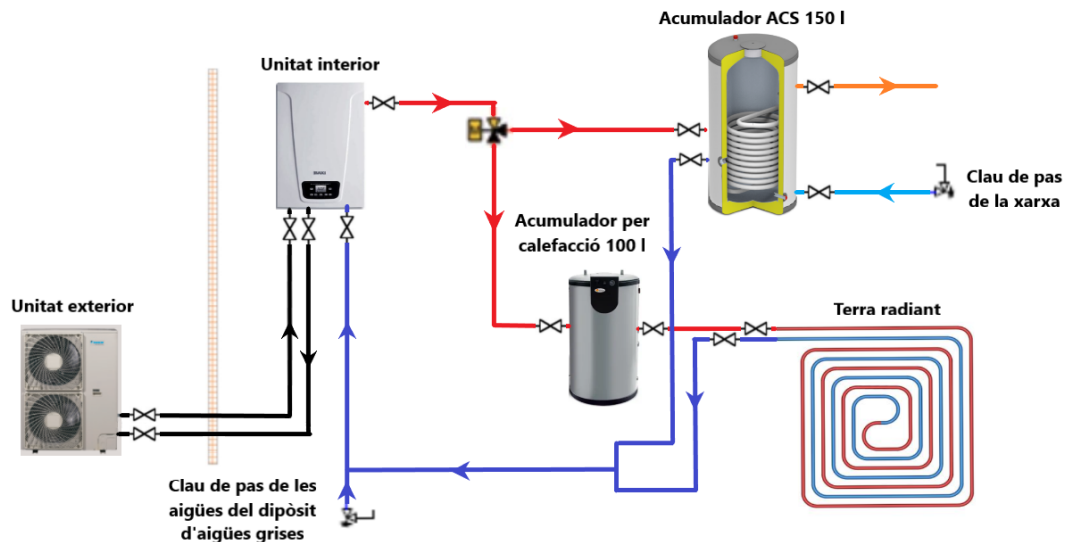 Acumulador ACS 150 l
Unitat interior
Clau de pas
de la xarxa
Acumulador per
calefacció 100 l
Unitat exterior
Terra radiant
Clau de pas de les
aigües del dipòsit
d'aigües grises